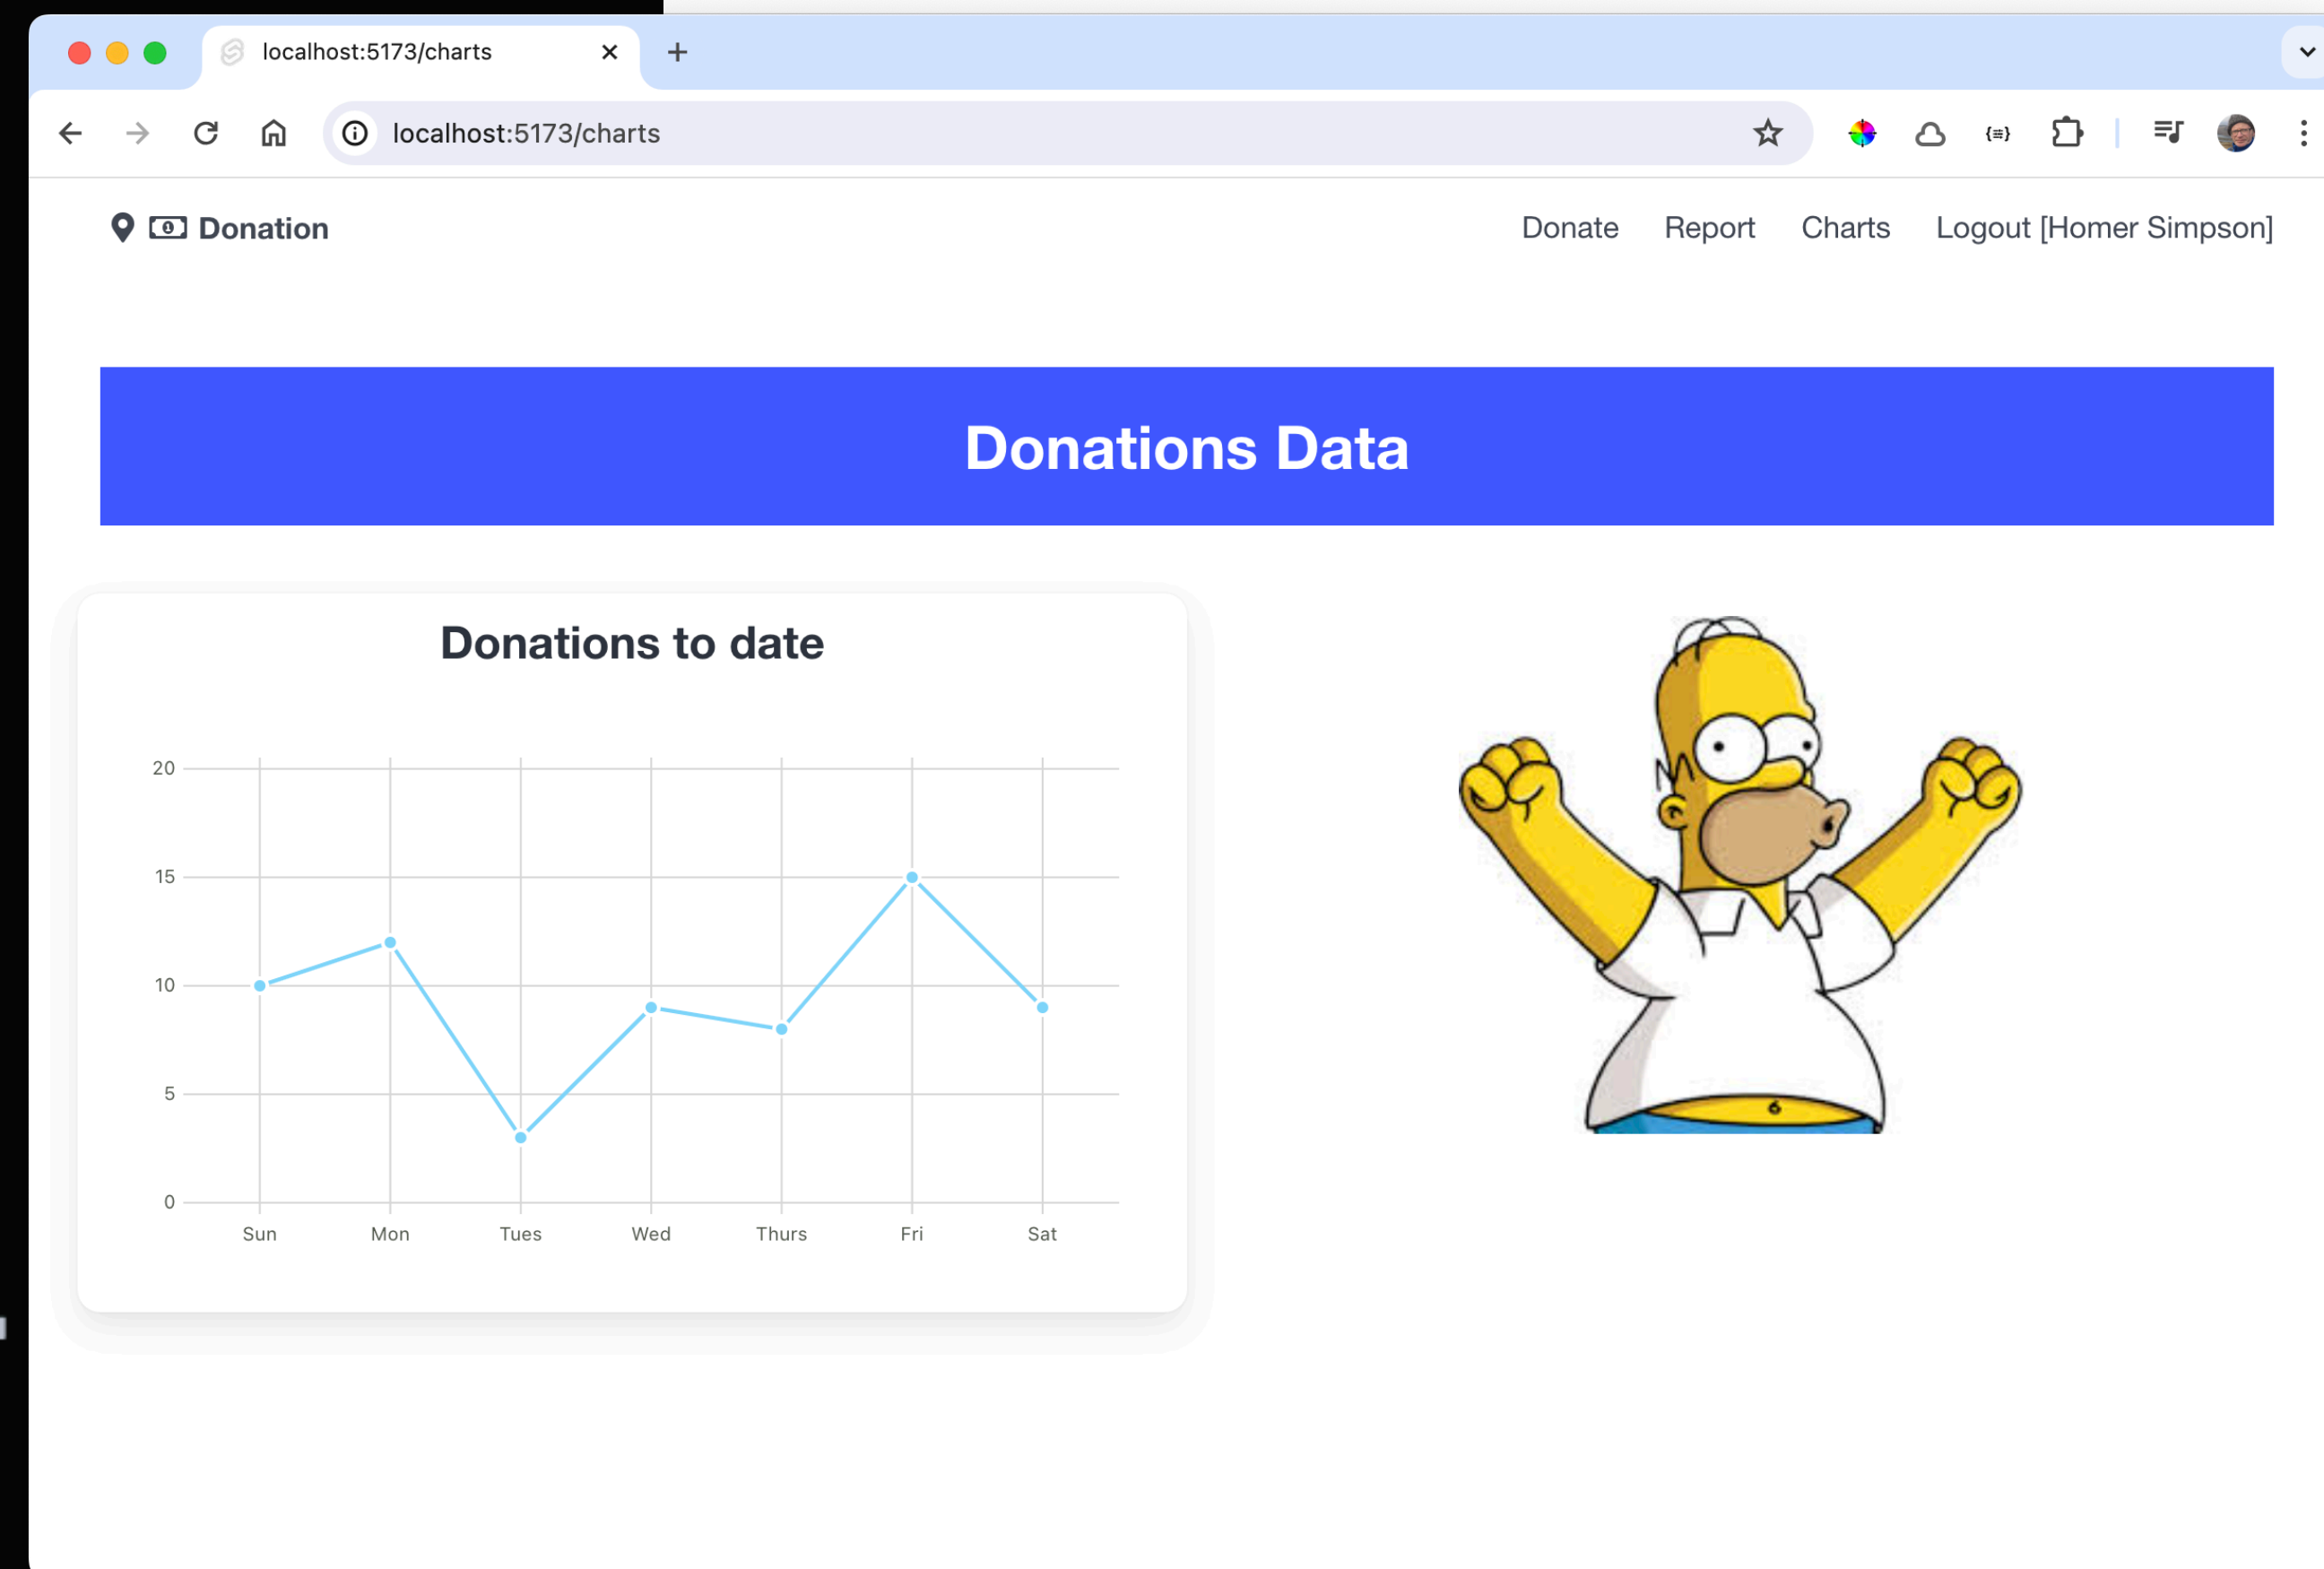 localhost:5173/charts
localhost:5173/charts
Donation Donate Report Charts Logout [Homer Simpson]
Donations Data
Donations to date
20
15
10
5
0
Sun Mon Tues Wed Thurs Fri Sat